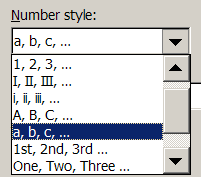 Number style:
a, b, c, ...
1, 2, 3, ...
I, II, III, ...
i, ii, iii, ...
A, B, C, ...
a, b, c, ...
1st, 2nd, 3rd ...
One, Two, Three ...